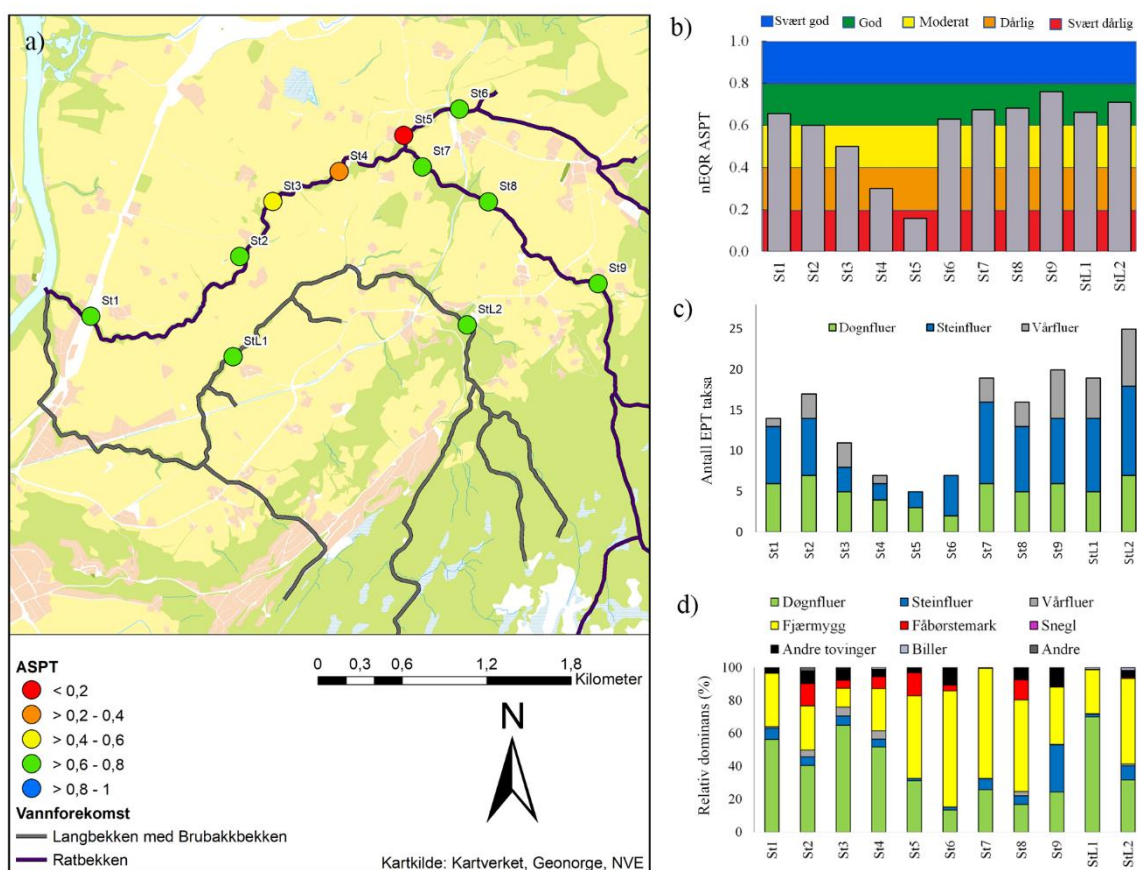 a)
St6
St5
St7
St4
St8
St3
St2
St9
St1
StL2
StL1
ASPT
< 0,2
> 0,2 - 0,4
> 0,4 - 0,6
> 0,6 - 0,8
> 0,8 - 1
Vannforekomst
Langbekken med Brubakkbekken
Ratbekken
0 0,3 0,6 1,2 1,8
Kilometer
N
Kartkilde: Kartverket, Geonorge, NVE
b)
Svært god God Moderat Dårlig Svært dårlig
nEQR ASPT
1.0
0.8
0.6
0.4
0.2
0.0
St1 St2 St3 St4 St5 St6 St7 St8 St9 StL1 StL2
c)
Døgnfluer Steinfluer Vårfluer
Antall EPT taksa
25
20
15
10
5
0
St1 St2 St3 St4 St5 St6 St7 St8 St9 StL1 StL2
d)
Døgnfluer Steinfluer Vårfluer
Fjærmygg Fåbørstemark Snegl
Andre tovinger Biller Andre
Relativ dominans (%)
100
80
60
40
20
0
St1 St2 St3 St4 St5 St6 St7 St8 St9 StL1 StL2